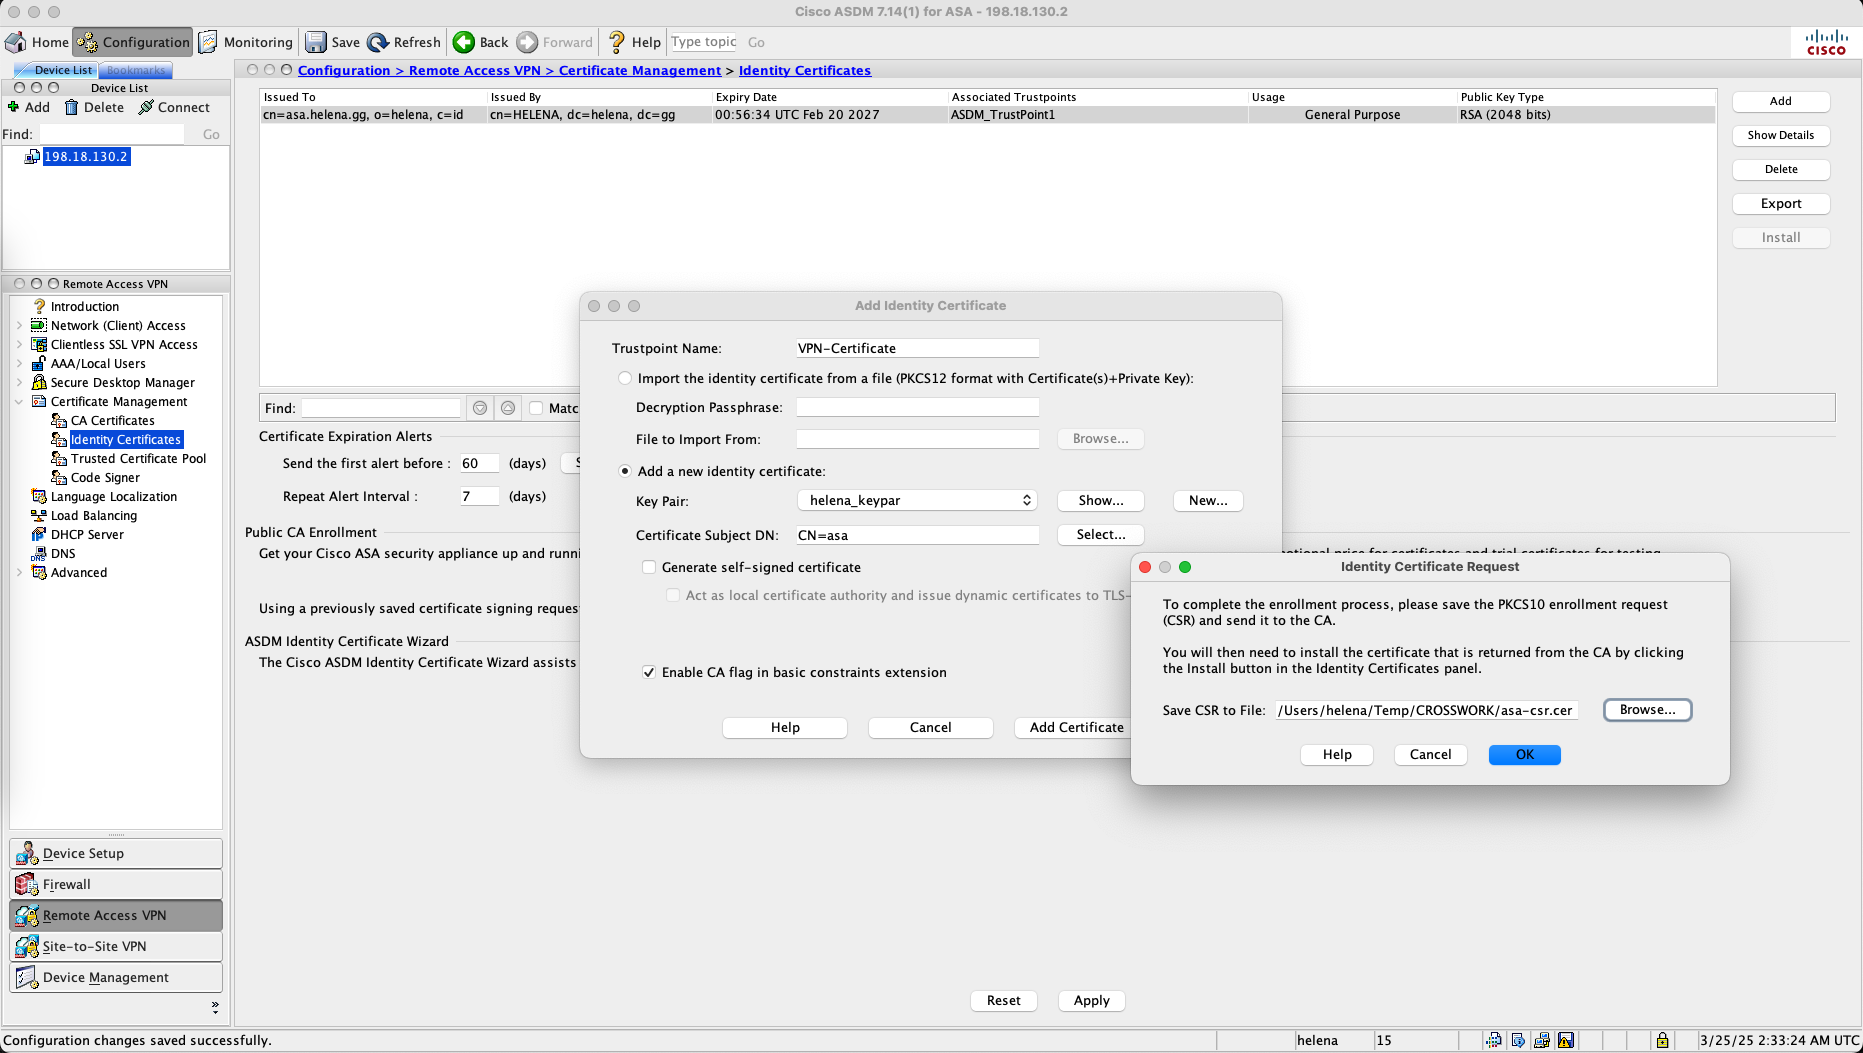 Cisco ASDM 7.14(1) for ASA - 198.18.130.2
Home Configuration Monitoring Save Refresh Back Forward Help Type topic Go
cisco
Device List Bookmarks
Device List
Add Delete Connect
Find: Go
198.18.130.2
Configuration > Remote Access VPN > Certificate Management > Identity Certificates
Issued To Issued By Expiry Date Associated Trustpoints Usage Public Key Type
cn=asa.helena.gg, o=helena, c=id cn=HELENA, dc=helena, dc=gg 00:56:34 UTC Feb 20 2027 ASDM_TrustPoint1 General Purpose RSA (2048 bits)
Add
Show Details
Delete
Export
Install
Remote Access VPN
Introduction
Network (Client) Access
Clientless SSL VPN Access
AAA/Local Users
Secure Desktop Manager
Certificate Management
CA Certificates
Identity Certificates
Trusted Certificate Pool
Code Signer
Language Localization
Load Balancing
DHCP Server
DNS
Advanced
Device Setup
Firewall
Remote Access VPN
Site-to-Site VPN
Device Management
Find: Matc
Certificate Expiration Alerts
Send the first alert before : 60 (days) S
Repeat Alert Interval : 7 (days)
Public CA Enrollment
Get your Cisco ASA security appliance up and runni
price for certificates and trial certificates for testing
Using a previously saved certificate signing reques
ASDM Identity Certificate Wizard
The Cisco ASDM Identity Certificate Wizard assists
Add Identity Certificate
Trustpoint Name: VPN-Certificate
Import the identity certificate from a file (PKCS12 format with Certificate(s)+Private Key):
Decryption Passphrase:
File to Import From: Browse...
Add a new identity certificate:
Key Pair: helena_keypar Show... New...
Certificate Subject DN: CN=asa Select...
Generate self-signed certificate
Act as local certificate authority and issue dynamic certificates to TLS-
Enable CA flag in basic constraints extension
Help Cancel Add Certificate
Identity Certificate Request
To complete the enrollment process, please save the PKCS10 enrollment request
(CSR) and send it to the CA.
You will then need to install the certificate that is returned from the CA by clicking
the Install button in the Identity Certificates panel.
Save CSR to File: /Users/helena/Temp/CROSSWORK/asa-csr.cer Browse...
Help Cancel OK
Reset Apply
Configuration changes saved successfully. helena 15 3/25/25 2:33:24 AM UTC